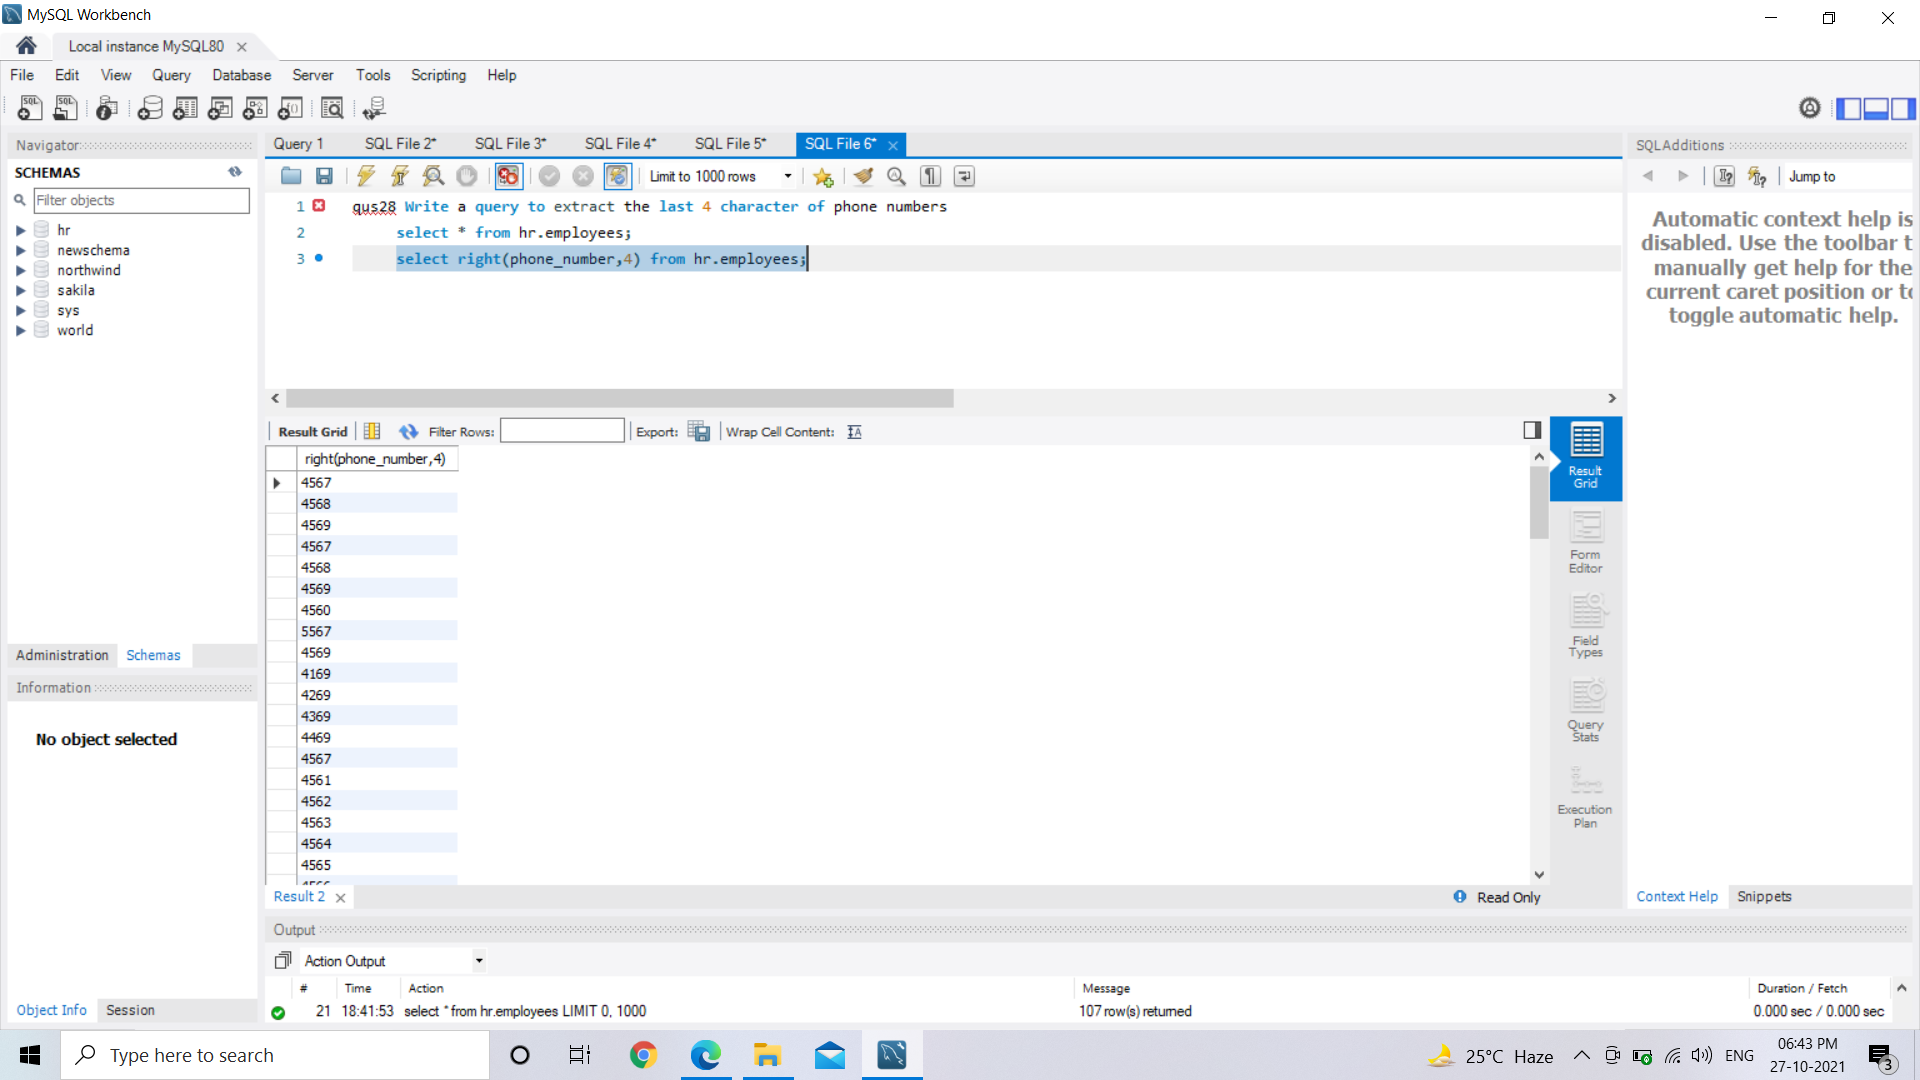 MySQL Workbench
Local instance MySQL80
File Edit View Query Database Server Tools Scripting Help
Navigator
SCHEMAS
Filter objects
hr
newschema
northwind
sakila
sys
world
Administration Schemas
Information
No object selected
Object Info Session
Query 1 SQL File 2* SQL File 3* SQL File 4* SQL File 5* SQL File 6*
Limit to 1000 rows
1 qus28 Write a query to extract the last 4 character of phone numbers
2 select * from hr.employees;
3 select right(phone_number,4) from hr.employees;
Result Grid Filter Rows: Export: Wrap Cell Content:
right(phone_number,4)
4567
4568
4569
4567
4568
4569
4560
5567
4569
4169
4269
4369
4469
4567
4561
4562
4563
4564
4565
Result Grid
Form Editor
Field Types
Query Stats
Execution Plan
Result 2
Read Only
SQLAdditions
Jump to
Automatic context help is
disabled. Use the toolbar t
manually get help for the
current caret position or to
toggle automatic help.
Context Help Snippets
Output
Action Output
# Time Action Message Duration / Fetch
21 18:41:53 select * from hr.employees LIMIT 0, 1000 107 row(s) returned 0.000 sec / 0.000 sec
Type here to search
25°C Haze
ENG
06:43 PM
27-10-2021
3